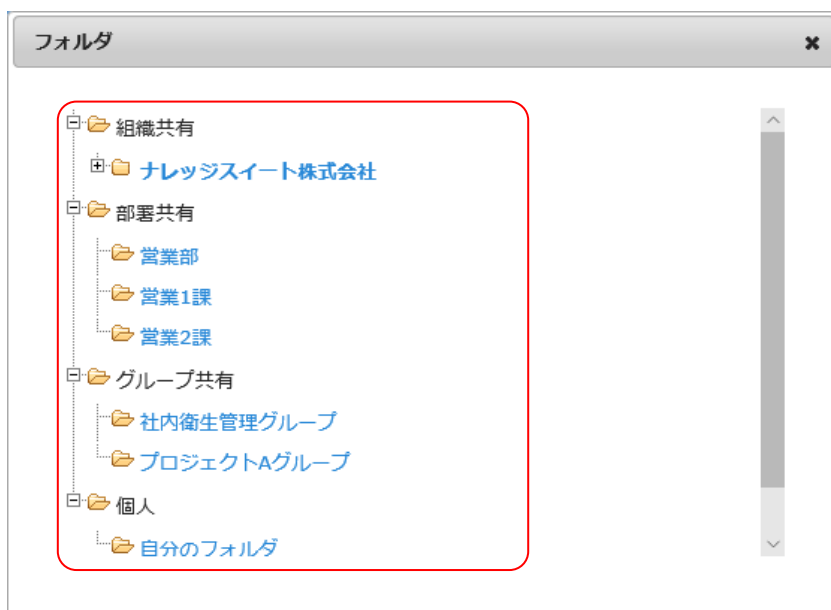 フォルダ
組織共有
ナレッジスイート株式会社
部署共有
営業部
営業1課
営業2課
グループ共有
社内衛生管理グループ
プロジェクトAグループ
個人
自分のフォルダ